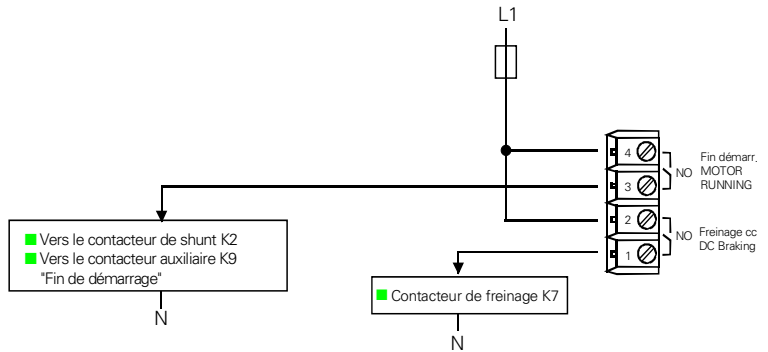 L1
4
3
2
1
NO
Fin démarr.
MOTOR
RUNNING
NO
Freinage cc
DC Braking
Vers le contacteur de shunt K2
Vers le contacteur auxiliaire K9
"Fin de démarrage"
N
Contacteur de freinage K7
N